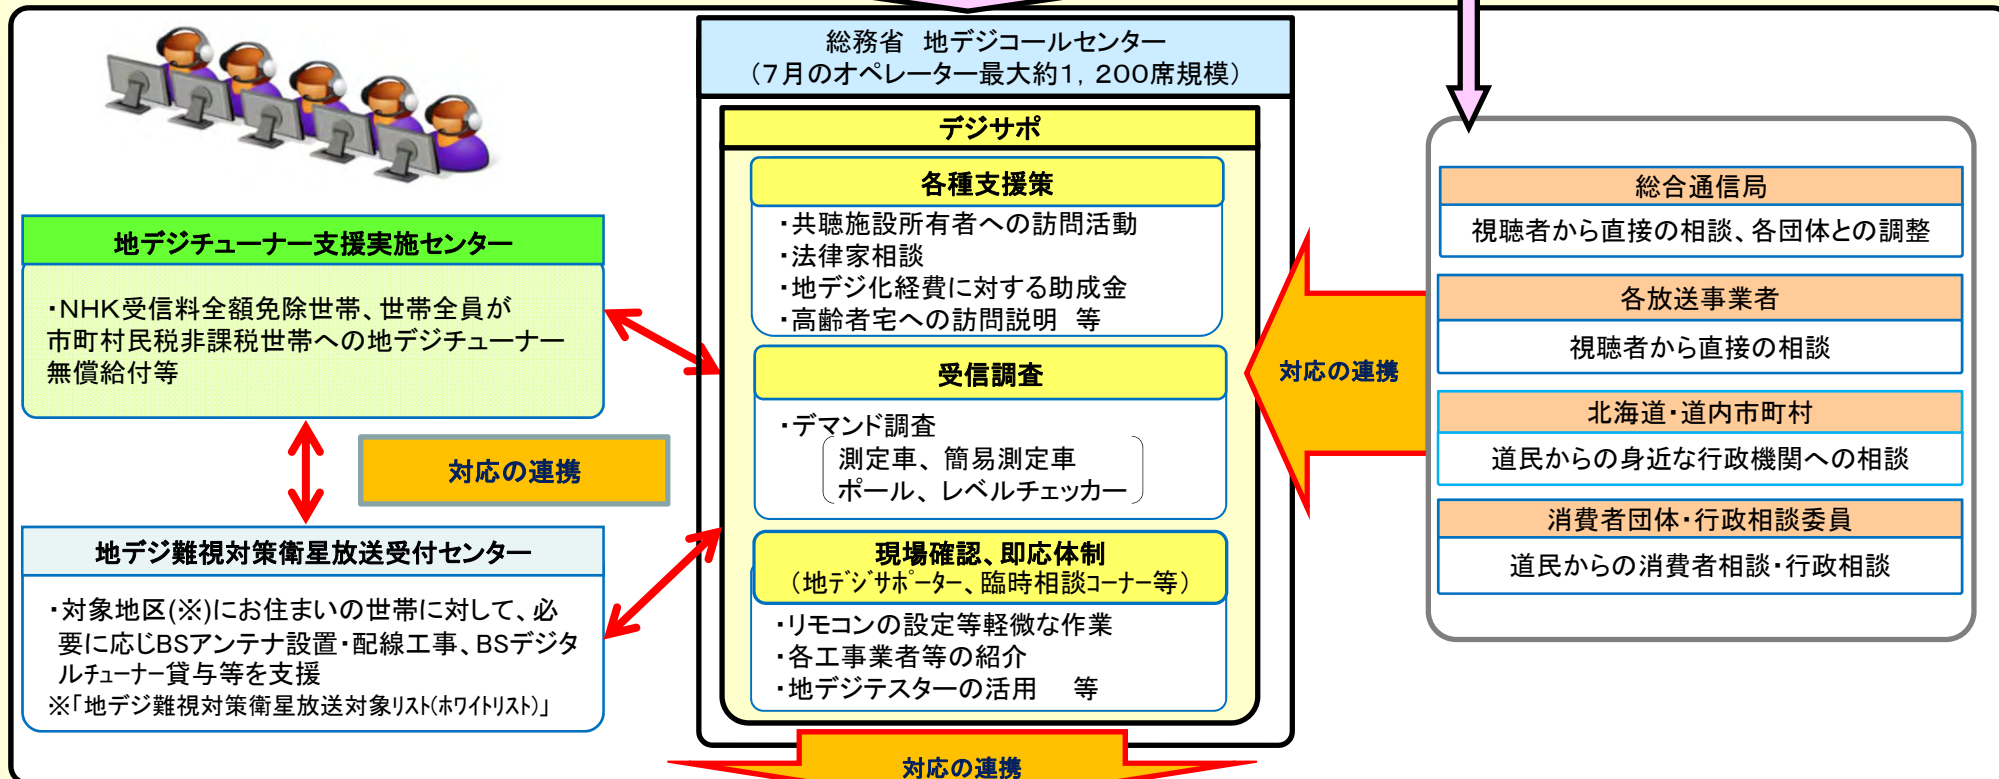 総務省 地デジコールセンター
（7月のオペレーター最大約1，200席規模）
デジサポ
各種支援策
・共聴施設所有者への訪問活動
・法律家相談
・地デジ化経費に対する助成金
・高齢者宅への訪問説明 等
受信調査
・デマンド調査
測定車、簡易測定車
ポール、レベルチェッカー
現場確認、即応体制
（地デジサポーター、臨時相談コーナー等）
・リモコンの設定等軽微な作業
・各工事業者等の紹介
・地デジテスターの活用 等
地デジチューナー支援実施センター
・NHK受信料全額免除世帯、世帯全員が
市町村民税非課税世帯への地デジチューナー
無償給付等
対応の連携
地デジ難視対策衛星放送受付センター
・対象地区(※)にお住まいの世帯に対して、必
要に応じBSアンテナ設置・配線工事、BSデジタ
ルチューナー貸与等を支援
※「地デジ難視対策衛星放送対象リスト(ホワイトリスト)」
対応の連携
総合通信局
視聴者から直接の相談、各団体との調整
各放送事業者
視聴者から直接の相談
北海道・道内市町村
道民からの身近な行政機関への相談
消費者団体・行政相談委員
道民からの消費者相談・行政相談
対応の連携